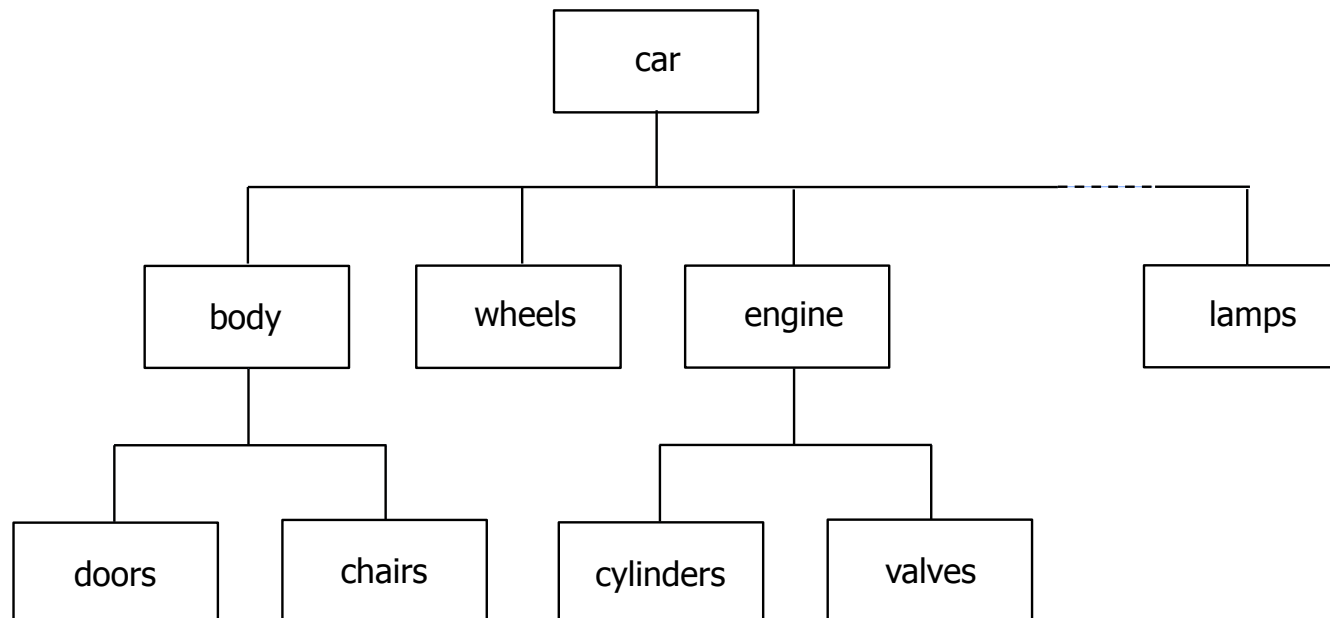 car
body
wheels
engine
lamps
doors
chairs
cylinders
valves